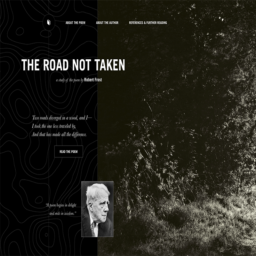 ABOUT THE POEM
ABOUT THE AUTHORS
REFERENCES & FURTHER READING
THE ROAD NOT TAKEN
a study of the poem by Robert Frost
Two roads diverged in a wood, and I—
I took the one less traveled by,
And that has made all the difference.
READ THE POEM
"A poem begins in delight
and ends in wisdom."